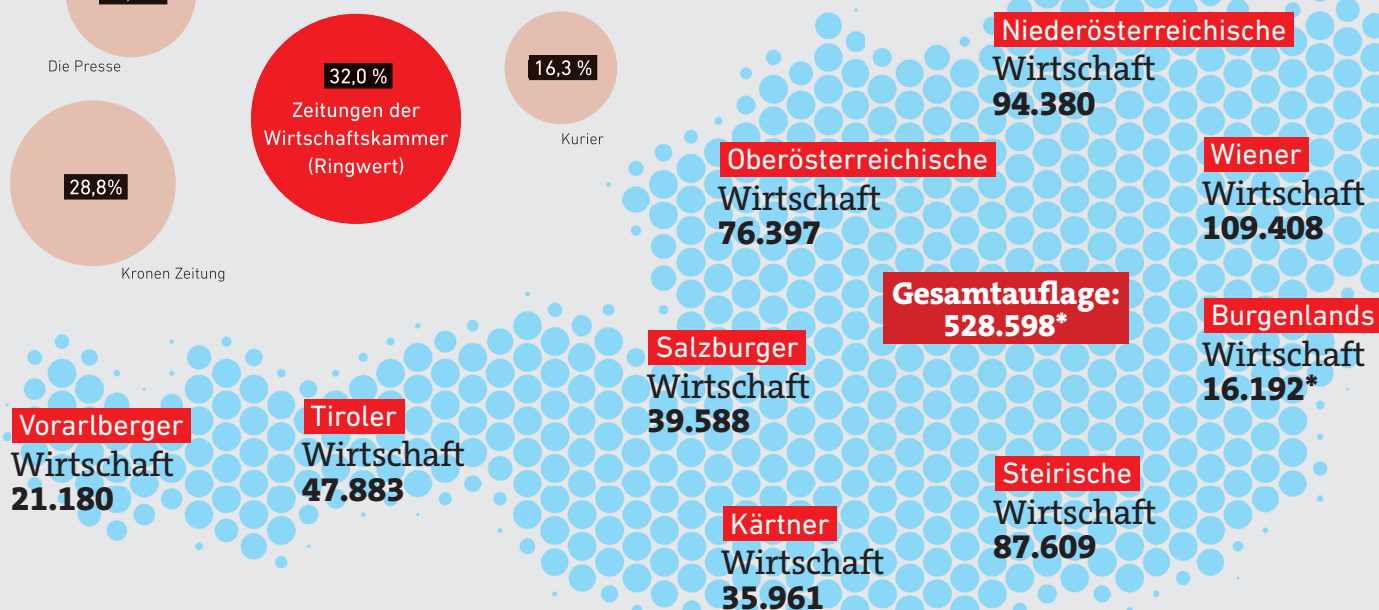 Die Presse
28,8%
Kronen Zeitung
32,0 %
Zeitungen der
Wirtschaftskammer
(Ringwert)
16,3 %
Kurier
Niederösterreichische
Wirtschaft
94.380
Oberösterreichische
Wirtschaft
76.397
Wiener
Wirtschaft
109.408
Gesamtauflage:
528.598*
Burgenlands
Wirtschaft
16.192*
Salzburger
Wirtschaft
39.588
Vorarlberger
Wirtschaft
21.180
Tiroler
Wirtschaft
47.883
Steirische
Wirtschaft
87.609
Kärtner
Wirtschaft
35.961